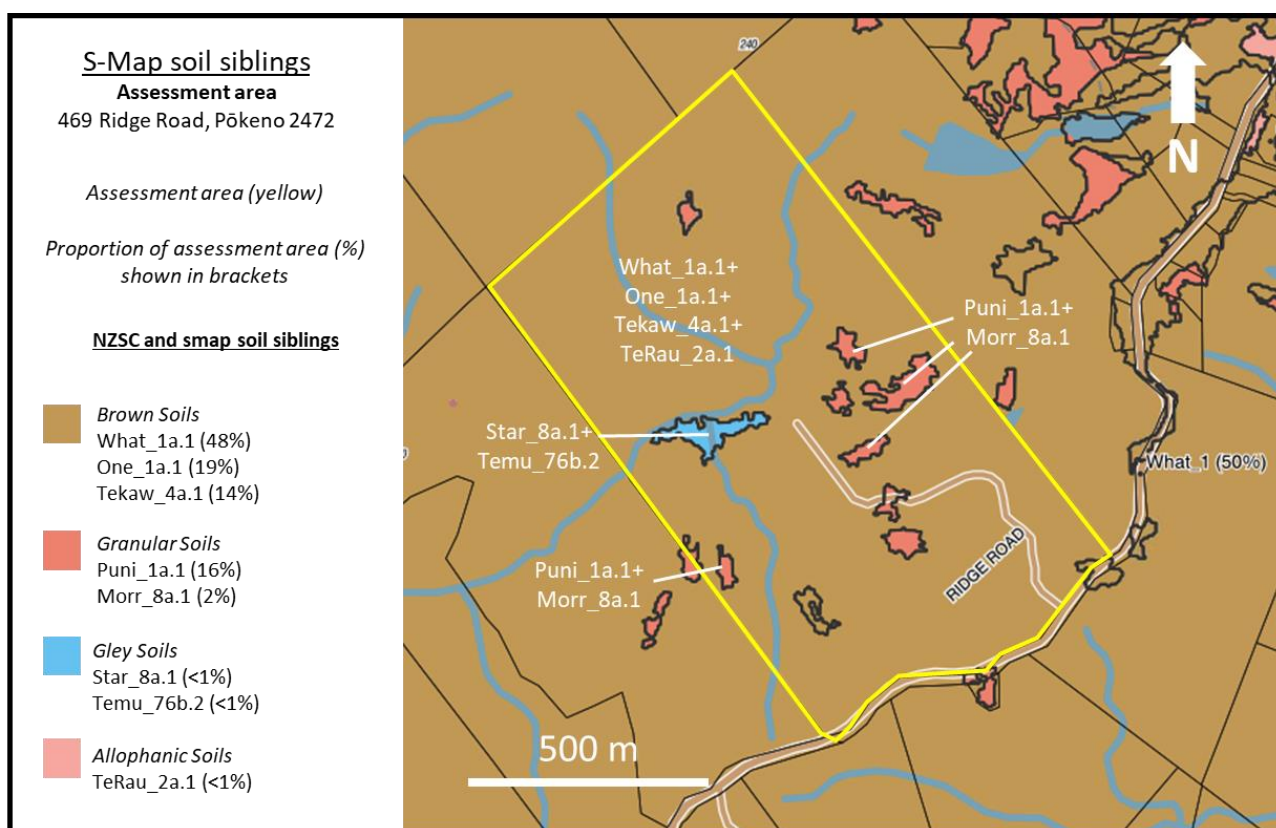 S-Map soil siblings
Assessment area
469 Ridge Road, Pōkeno 2472
Assessment area (yellow)
Proportion of assessment area (%)
shown in brackets
NZSC and smap soil siblings
Brown Soils
What_1a.1 (48%)
One_1a.1 (19%)
Tekaw_4a.1 (14%)
Granular Soils
Puni_1a.1 (16%)
Morr_8a.1 (2%)
Gley Soils
Star_8a.1 (<1%)
Temu_76b.2 (<1%)
Allophanic Soils
TeRau_2a.1 (<1%)
240
N
What_1a.1+
One_1a.1+
Tekaw_4a.1+
TeRau_2a.1
Puni_1a.1+
Morr_8a.1
Star_8a.1+
Temu_76b.2
What_1 (50%)
Puni_1a.1+
Morr_8a.1
RIDGE ROAD
500 m